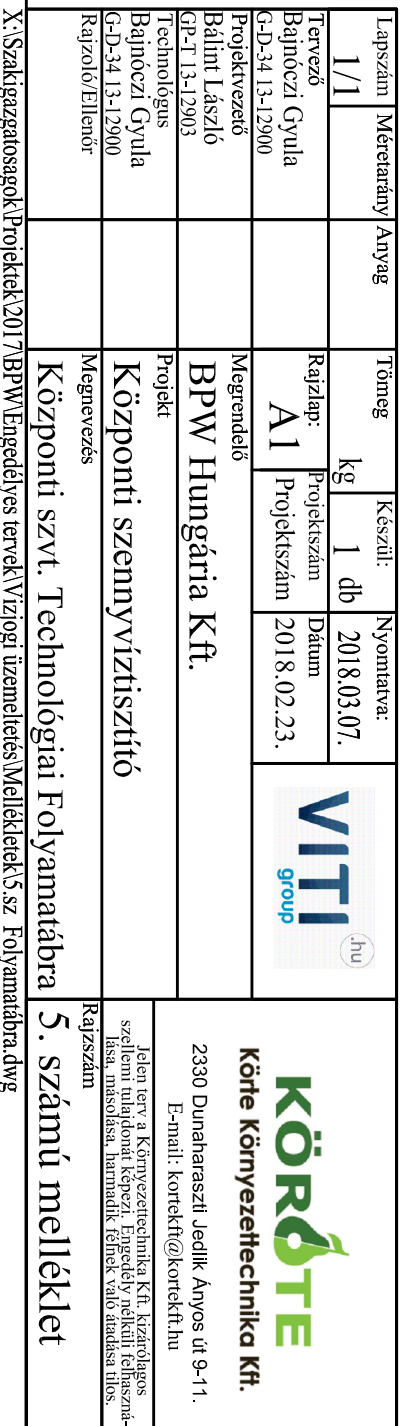 Lapszám
1/1
Méretarány
Anyag
Tömeg
kg
Készül:
1 db
Nyomtatva:
2018.03.07.
Tervező
Bajnóczi Gyula
G-D-34 13-12900
Rajzlap:
A1
Projektszám
Projektszám
Dátum
2018.02.23.
VITI
.hu
group
KÖRTE
Körte Környezettechnika Kft.
Projektvezető
Bálint László
GP-T 13-12903
Megrendelő
BPW Hungária Kft.
2330 Dunaharaszti Jedlik Ányos út 9-11.
E-mail: kortekft@kortekft.hu
Technológus
Bajnóczi Gyula
G-D-34 13-12900
Projekt
Központi szennyvíztisztító
Jelen terv a Környezettechnika Kft. kizárólagos
szellemi tulajdonát képezi. Engedély nélküli felhaszná-
lása, másolása, harmadik félnek való átadása tilos.
Rajzoló/Ellenőr
Megnevezés
Központi szvt. Technológiai Folyamatábra
Rajzszám
5. számú melléklet
X:\Szakigazgatosagok\Projektek\2017\BPW\Engedélyes tervek\Vizjogi üzemeltetés\Mellékletek\5.sz Folyamatábra.dwg